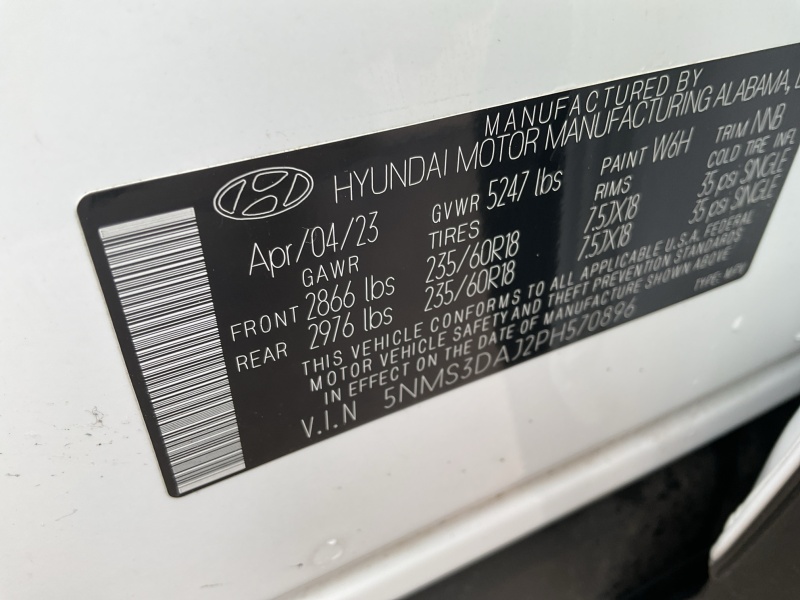 MANUFACTURED BY
HYUNDAI MOTOR MANUFACTURING ALABAMA,
Apr/04/23 GVWR 5247 lbs PAINT W6H TRIM NNB
GAWR TIRES RIMS COLD TIRE INFL
FRONT 2866 lbs 235/60R18 7.5JX18 35 psi SINGLE
REAR 2976 lbs 235/60R18 7.5JX18 35 psi SINGLE
THIS VEHICLE CONFORMS TO ALL APPLICABLE U.S.A. FEDERAL
MOTOR VEHICLE SAFETY AND THEFT PREVENTION STANDARDS
IN EFFECT ON THE DATE OF MANUFACTURE SHOWN ABOVE
V.I.N 5NMS3DAJ2PH570896 TYPE: MPV